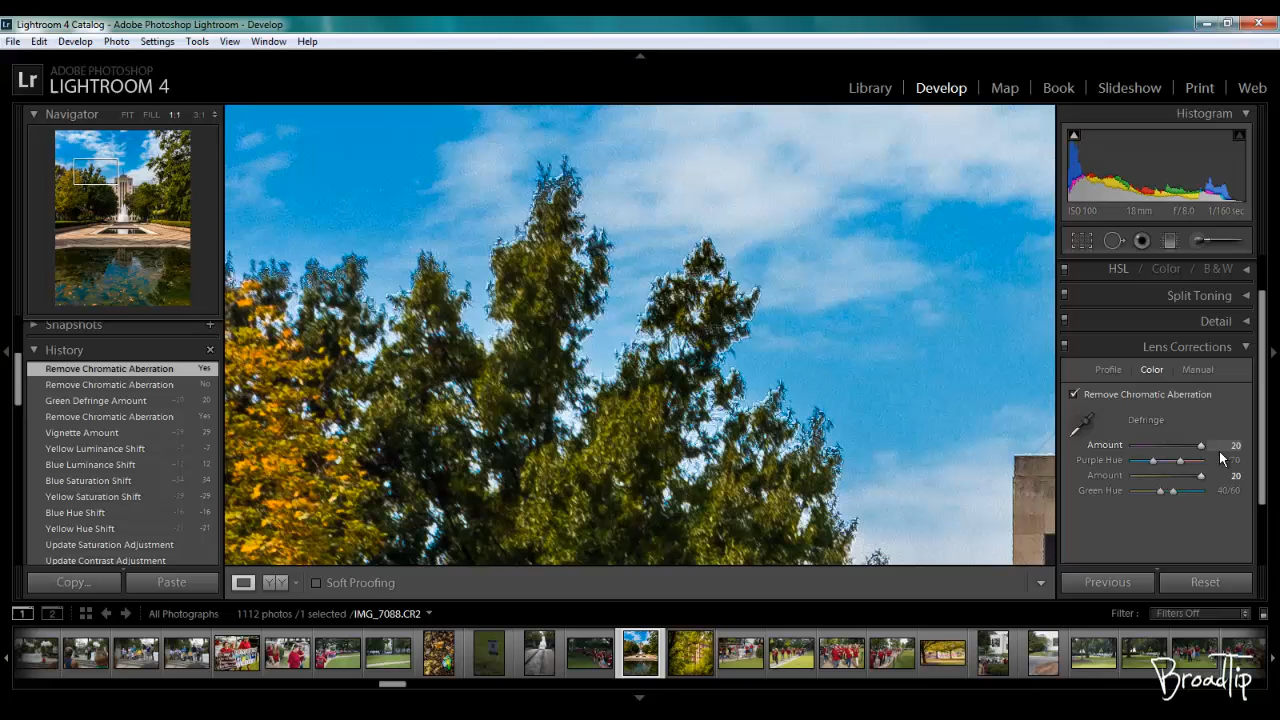 Lightroom 4 Catalog - Adobe Photoshop Lightroom - Develop
File Edit Develop Photo Settings Tools View Window Help
Lr ADOBE PHOTOSHOP
LIGHTROOM 4
Library | Develop | Map | Book | Slideshow | Print | Web
Navigator FIT FILL 1:1 3:1
Histogram
ISO 100 18mm f/8.0 1/160 sec
HSL / Color / B & W
Split Toning
Detail
Lens Corrections
Profile Color Manual
Remove Chromatic Aberration
Defringe
Amount 20
Purple Hue
Amount 20
Green Hue 40/60
Snapshots +
History ×
Remove Chromatic Aberration Yes
Remove Chromatic Aberration No
Green Defringe Amount 20
Remove Chromatic Aberration Yes
Vignette Amount 29
Yellow Luminance Shift -7
Blue Luminance Shift 12
Blue Saturation Shift 34
Yellow Saturation Shift -29
Blue Hue Shift -16
Yellow Hue Shift -21
Update Saturation Adjustment
Update Contrast Adjustment
Copy... Paste
Y Y Soft Proofing
Previous Reset
1 2 All Photographs 1112 photos / 1 selected / IMG_7088.CR2 Filter : Filters Off
BroadTip